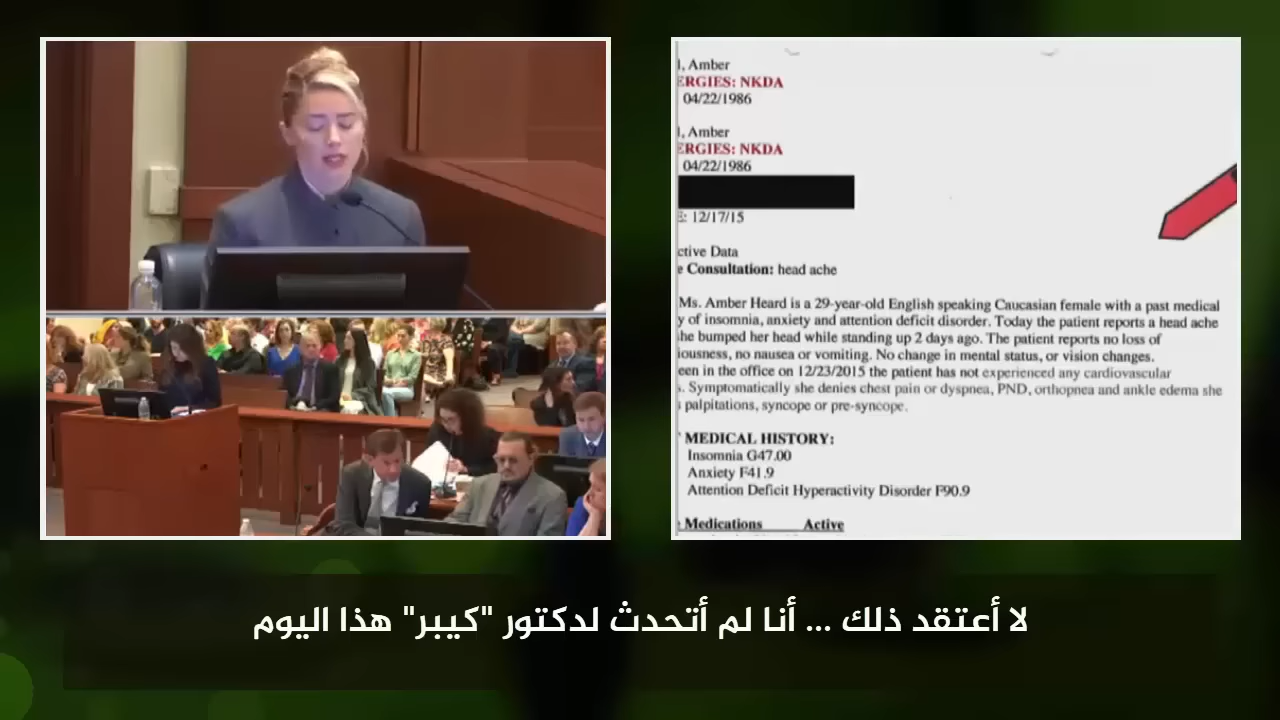 l, Amber
ERGIES: NKDA
04/22/1986
l, Amber
ERGIES: NKDA
04/22/1986
E: 12/17/15
ctive Data
e Consultation: head ache
Ms. Amber Heard is a 29-year-old English speaking Caucasian female with a past medical
y of insomnia, anxiety and attention deficit disorder. Today the patient reports a head ache
she bumped her head while standing up 2 days ago. The patient reports no loss of
iousness, no nausea or vomiting. No change in mental status, or vision changes.
een in the office on 12/23/2015 the patient has not experienced any cardiovascular
s. Symptomatically she denies chest pain or dyspnea, PND, orthopnea and ankle edema she
palpitations, syncope or pre-syncope.
MEDICAL HISTORY:
Insomnia G47.00
Anxiety F41.9
Attention Deficit Hyperactivity Disorder F90.9
Medications Active
لا أعتقد ذلك ... أنا لم أتحدث لدكتور "كيبر" هذا اليوم